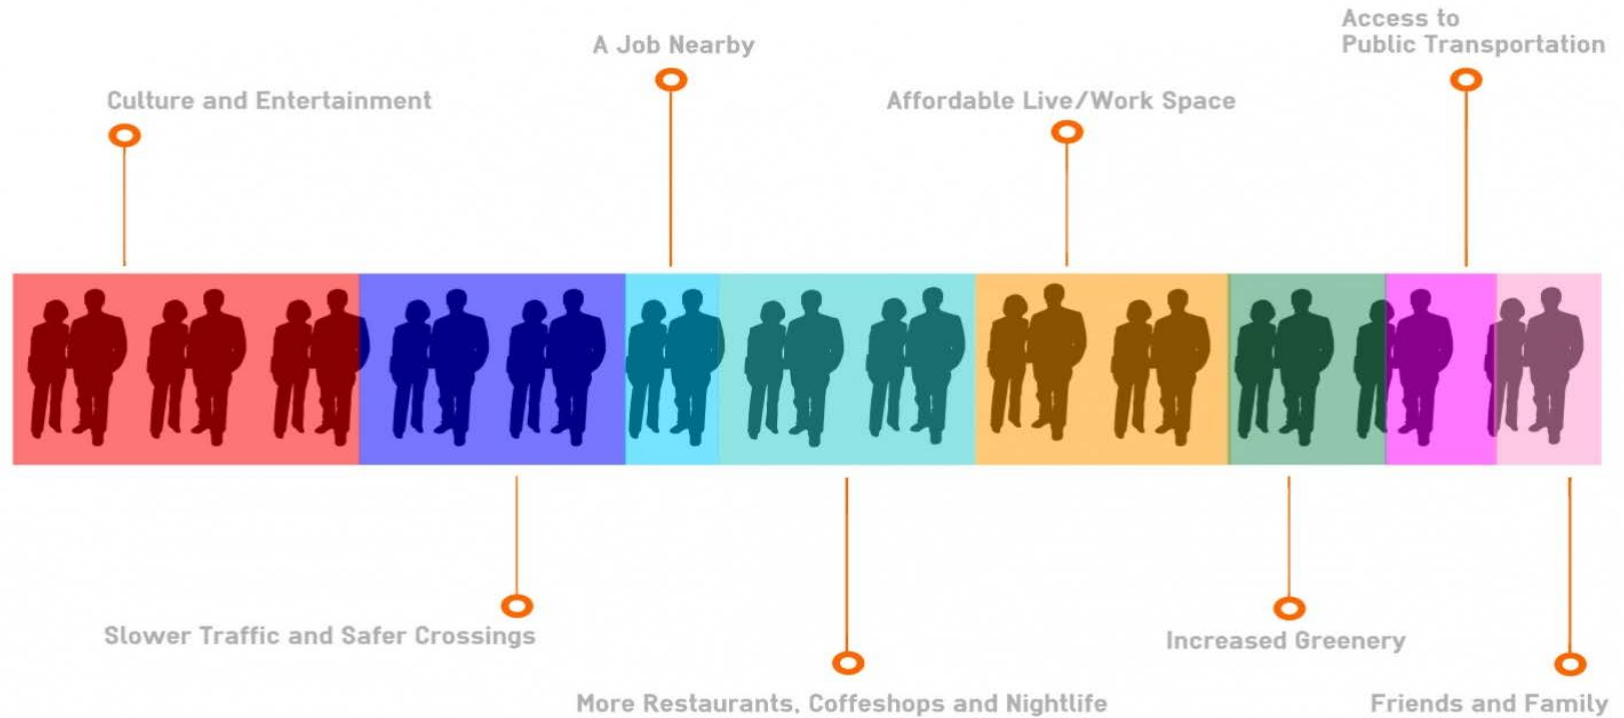 Access to
Public Transportation
A Job Nearby
Culture and Entertainment
Affordable Live/Work Space
Slower Traffic and Safer Crossings
Increased Greenery
More Restaurants, Coffeshops and Nightlife
Friends and Family